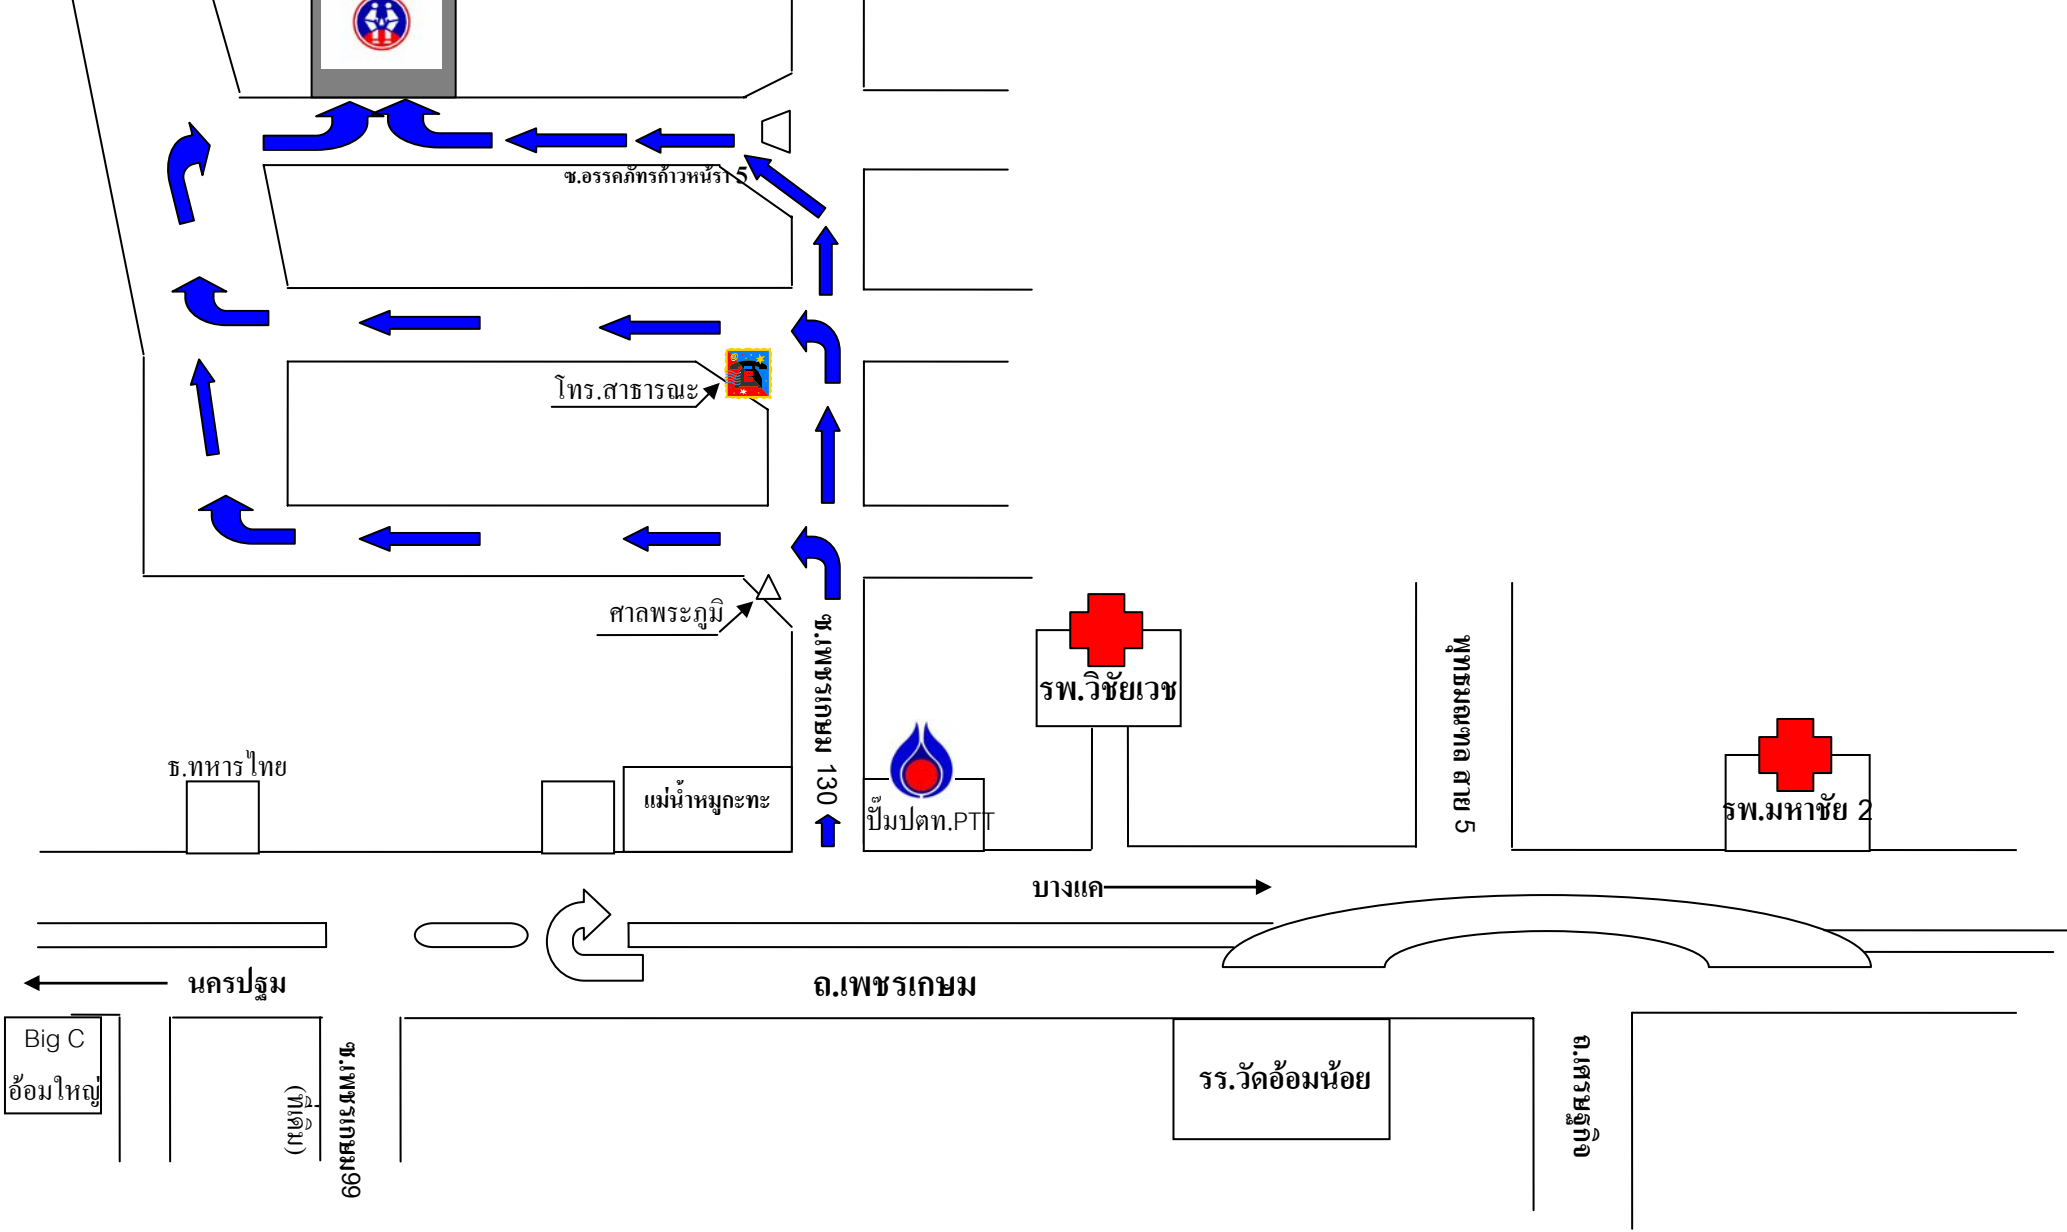 ซ.อรรคภัทรก้าวหน้รา 5
โทร.สาธารณะ
ศาลพระภูมิ
ซ.เพชรเกษม 130
รพ.วิชัยเวช
พุทธมณฑล สาย 5
ธ.ทหารไทย
แม่น้ำหมูกะทะ
ปั๊มปตท.PTT
รพ.มหาชัย 2
บางแค
นครปฐม
ถ.เพชรเกษม
Big C
อ้อมใหญ่
(ทีเดิม)
ซ.เพชรเกษม99
รร.วัดอ้อมน้อย
ถ.เศรษฐกิจ